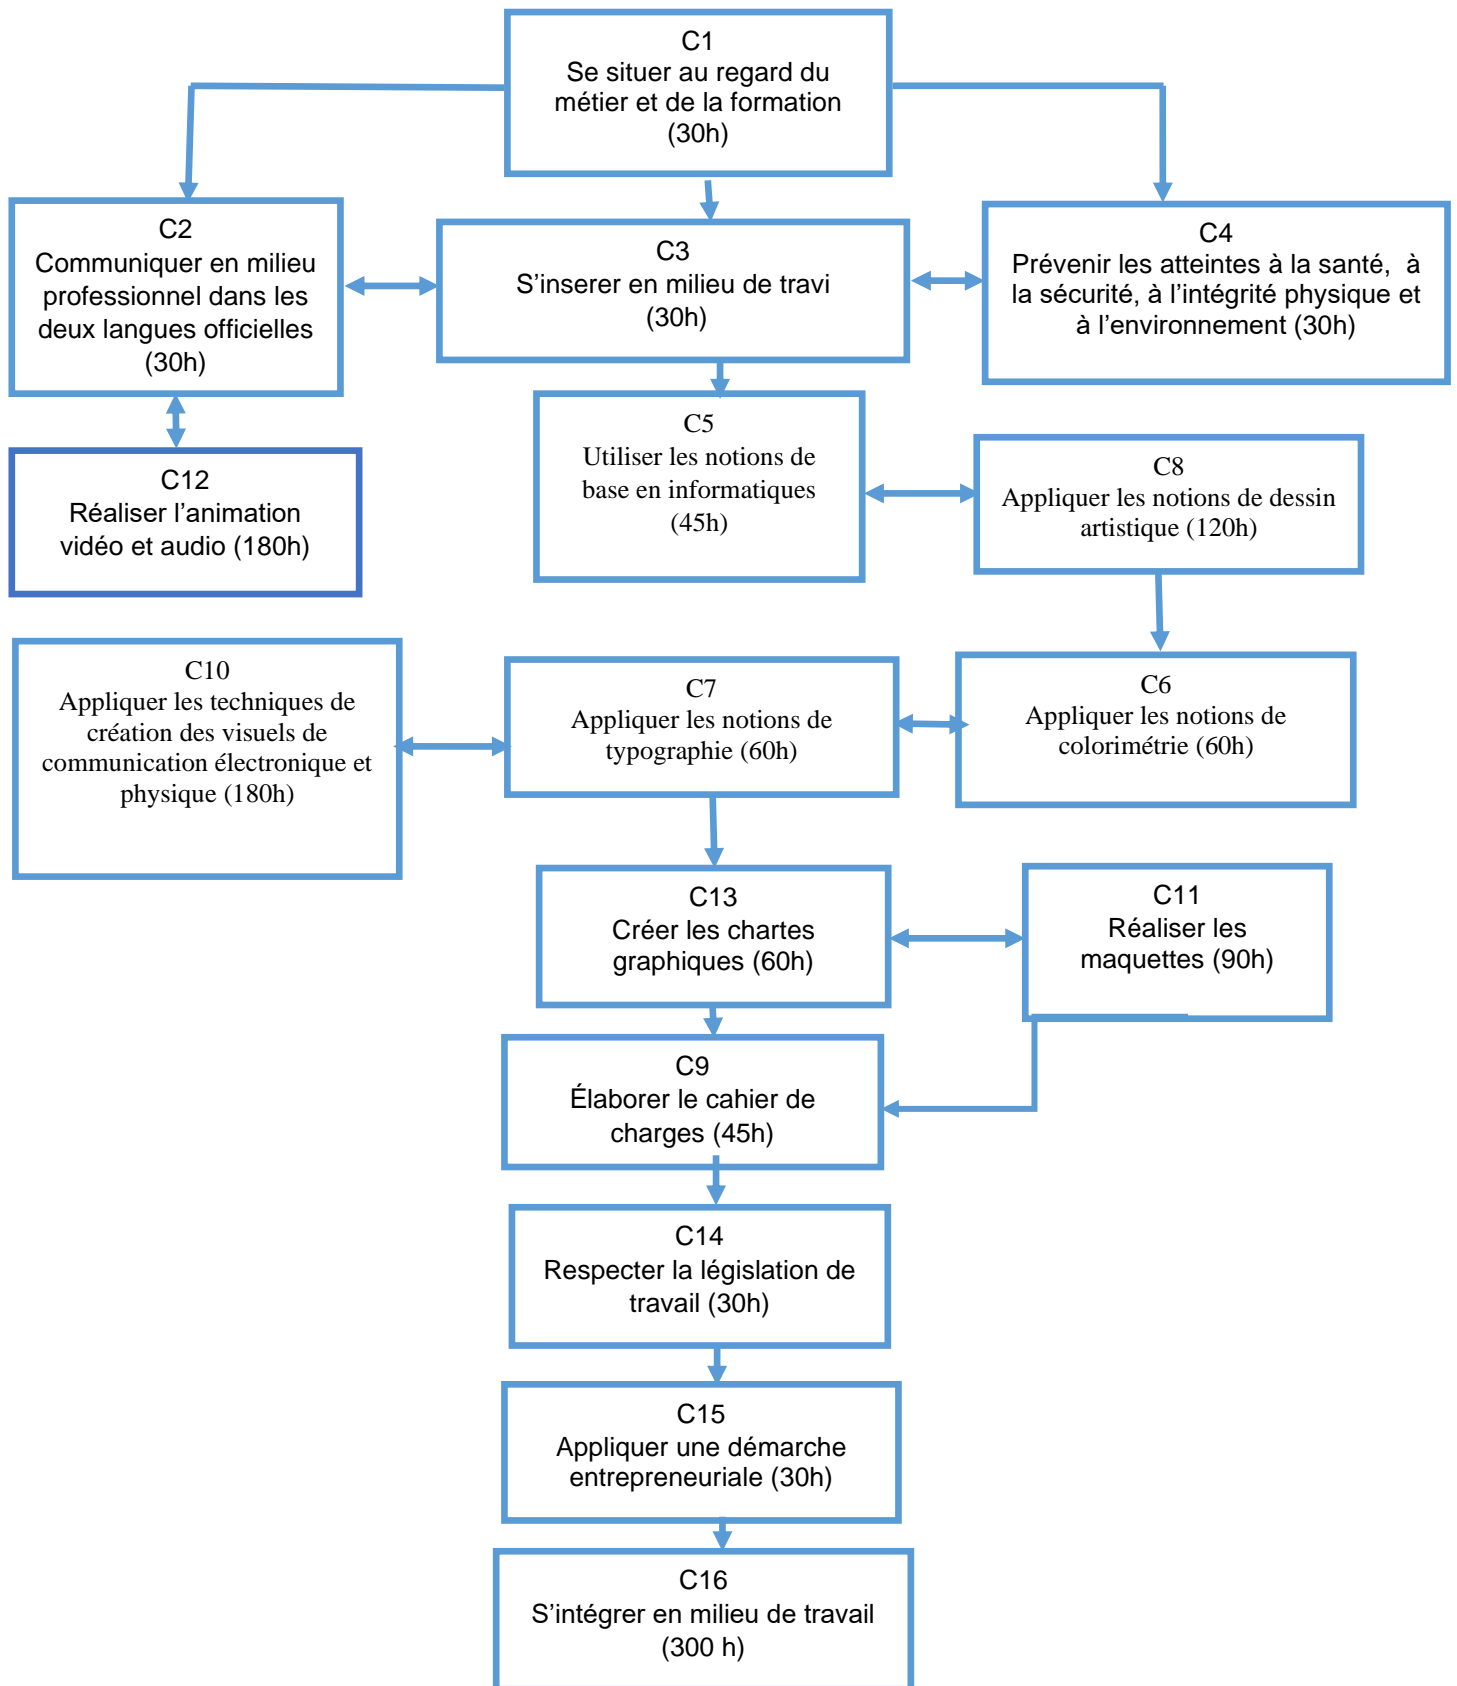 C1
Se situer au regard du
métier et de la formation
(30h)
C2
Communiquer en milieu
professionnel dans les
deux langues officielles
(30h)
C3
S’inserer en milieu de travi
(30h)
C4
Prévenir les atteintes à la santé, à
la sécurité, à l’intégrité physique et
à l’environnement (30h)
C12
Réaliser l’animation
vidéo et audio (180h)
C5
Utiliser les notions de
base en informatiques
(45h)
C8
Appliquer les notions de dessin
artistique (120h)
C10
Appliquer les techniques de
création des visuels de
communication électronique et
physique (180h)
C7
Appliquer les notions de
typographie (60h)
C6
Appliquer les notions de
colorimétrie (60h)
C13
Créer les chartes
graphiques (60h)
C11
Réaliser les
maquettes (90h)
C9
Élaborer le cahier de
charges (45h)
C14
Respecter la législation de
travail (30h)
C15
Appliquer une démarche
entrepreneuriale (30h)
C16
S’intégrer en milieu de travail
(300 h)